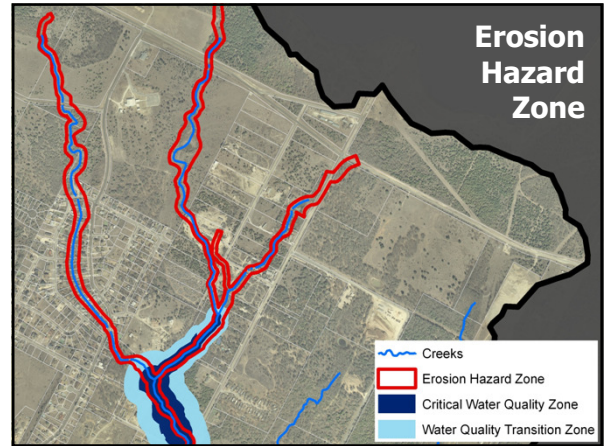 Erosion
Hazard
Zone
Creeks
Erosion Hazard Zone
Critical Water Quality Zone
Water Quality Transition Zone